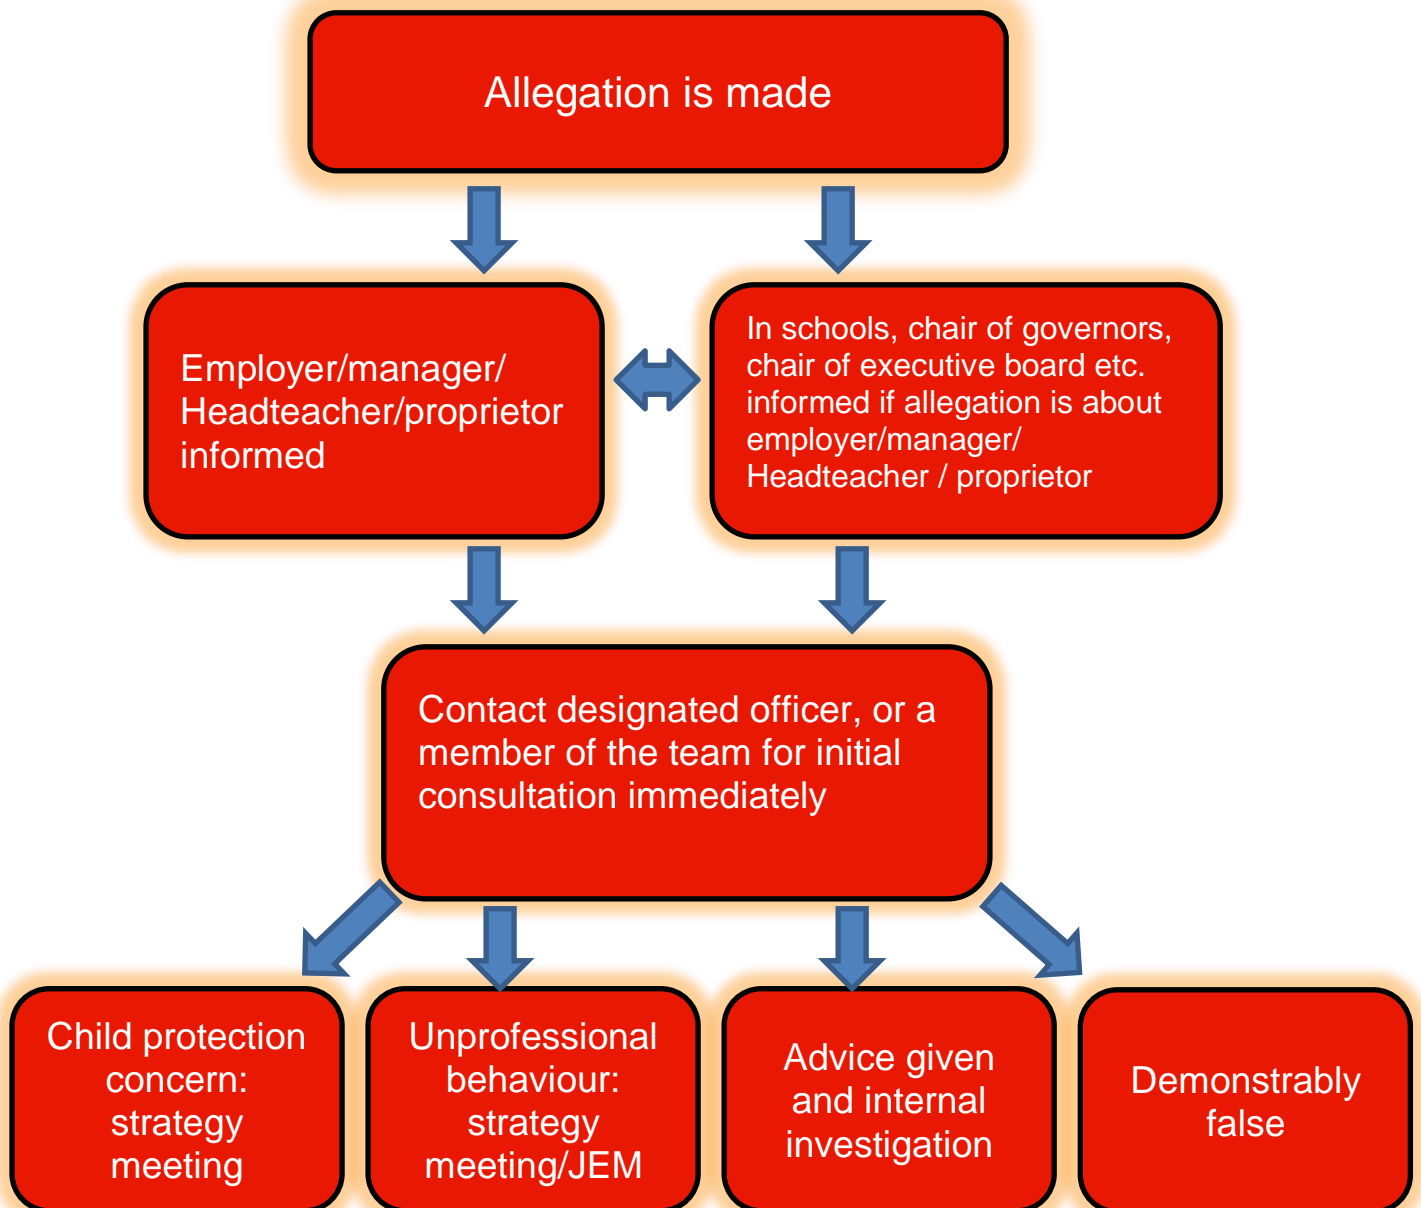 Allegation is made
Employer/manager/
Headteacher/proprietor
informed
In schools, chair of governors,
chair of executive board etc.
informed if allegation is about
employer/manager/
Headteacher / proprietor
Contact designated officer, or a
member of the team for initial
consultation immediately
Child protection
concern:
strategy
meeting
Unprofessional
behaviour:
strategy
meeting/JEM
Advice given
and internal
investigation
Demonstrably
false